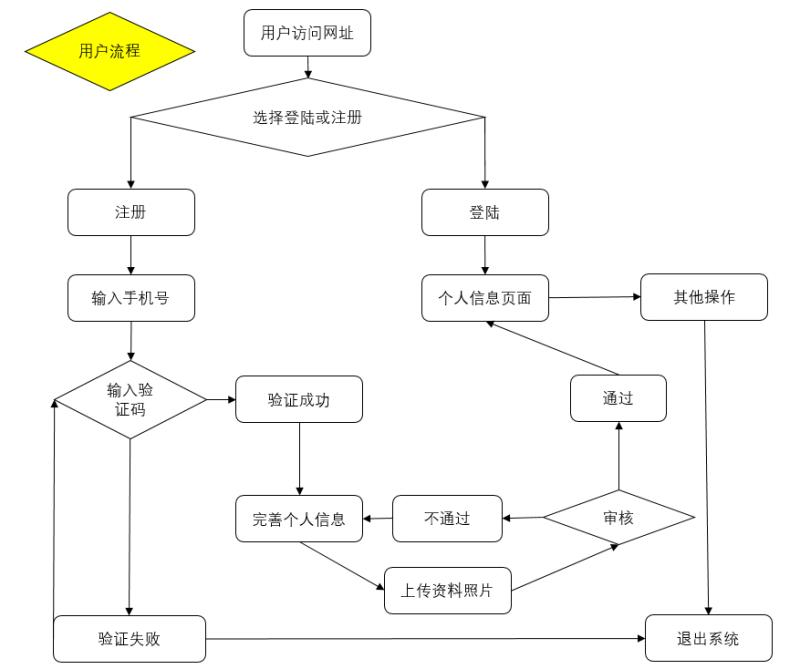 用户流程
用户访问网址
选择登陆或注册
注册
登陆
输入手机号
个人信息页面
其他操作
输入验
证码
验证成功
通过
完善个人信息
不通过
审核
上传资料照片
验证失败
退出系统